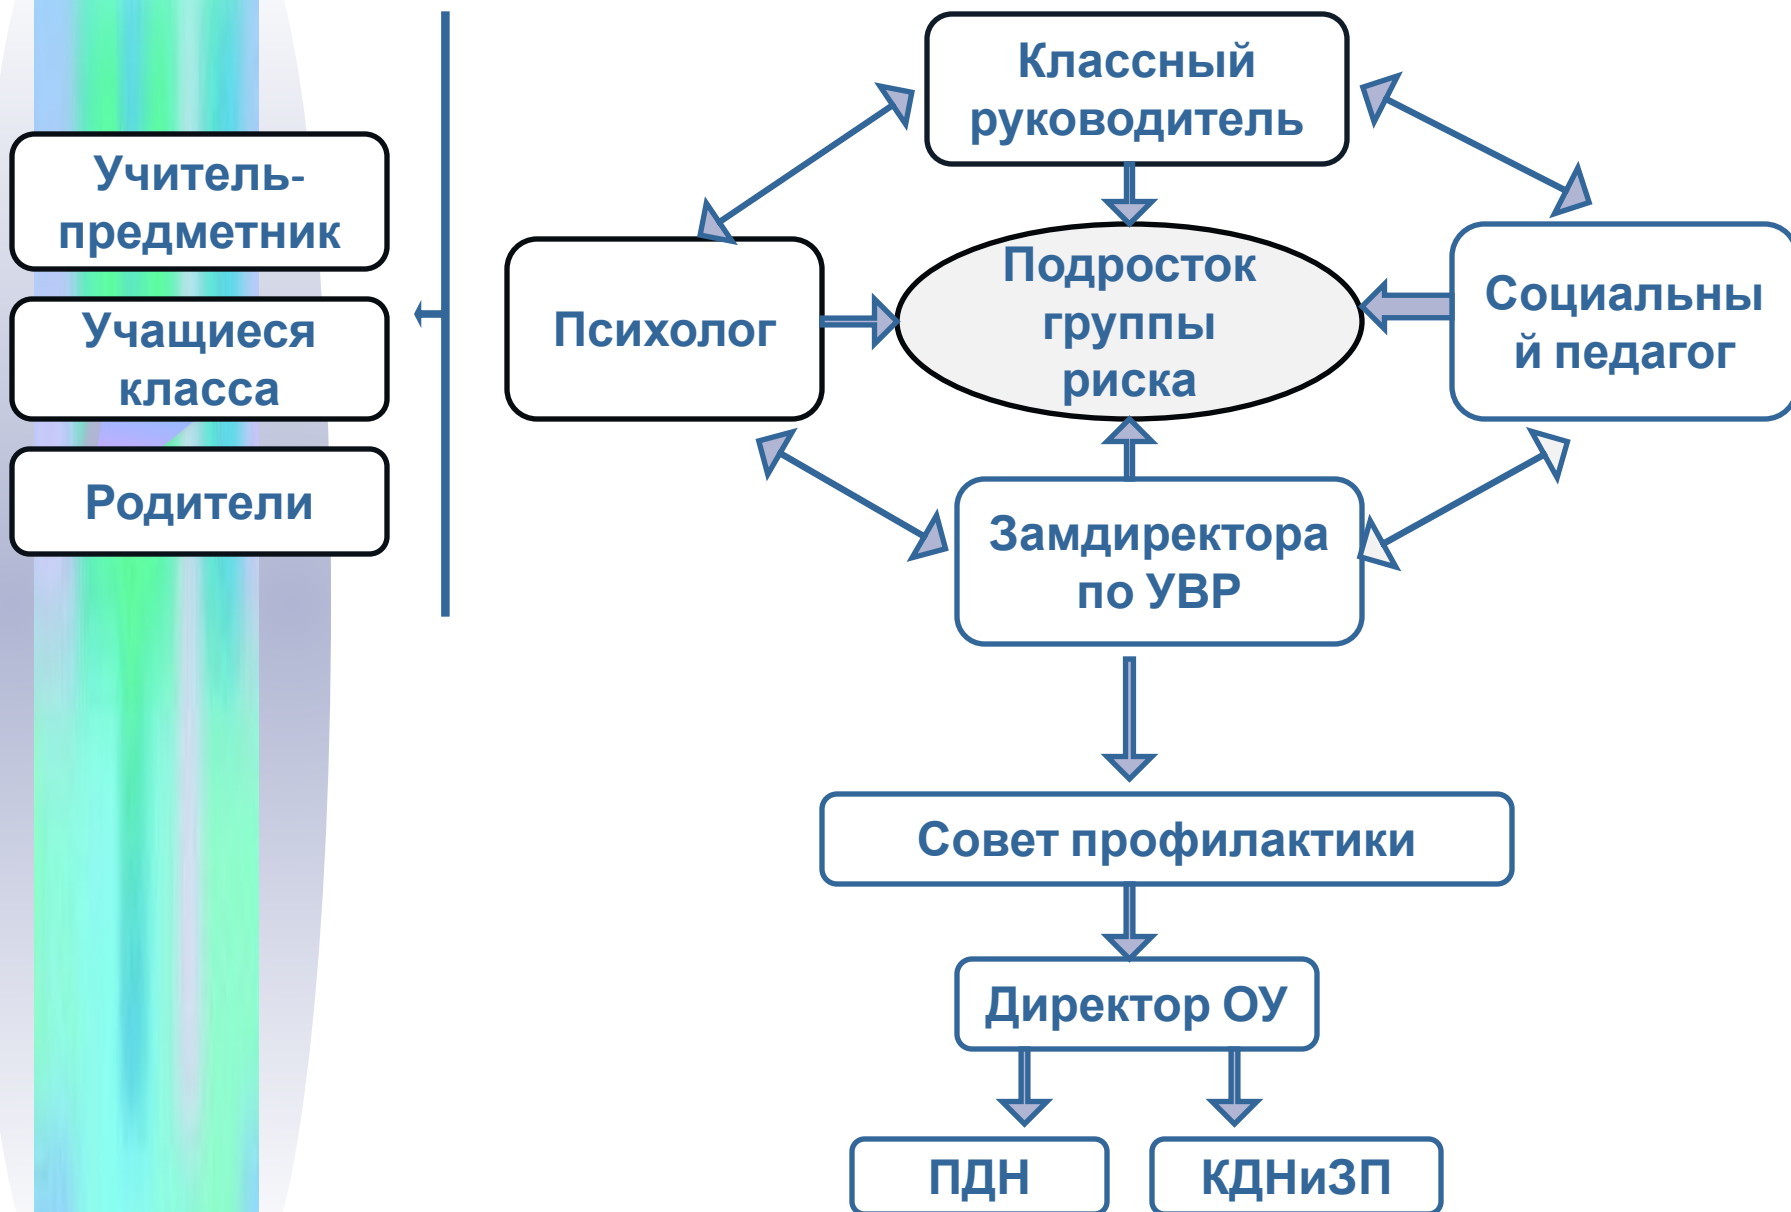 Классный
руководитель
Учитель-
предметник
Учащиеся
класса
Родители
Психолог
Подросток
группы
риска
Социальны
й педагог
Замдиректора
по УВР
Совет профилактики
Директор ОУ
ПДН
КДНиЗП